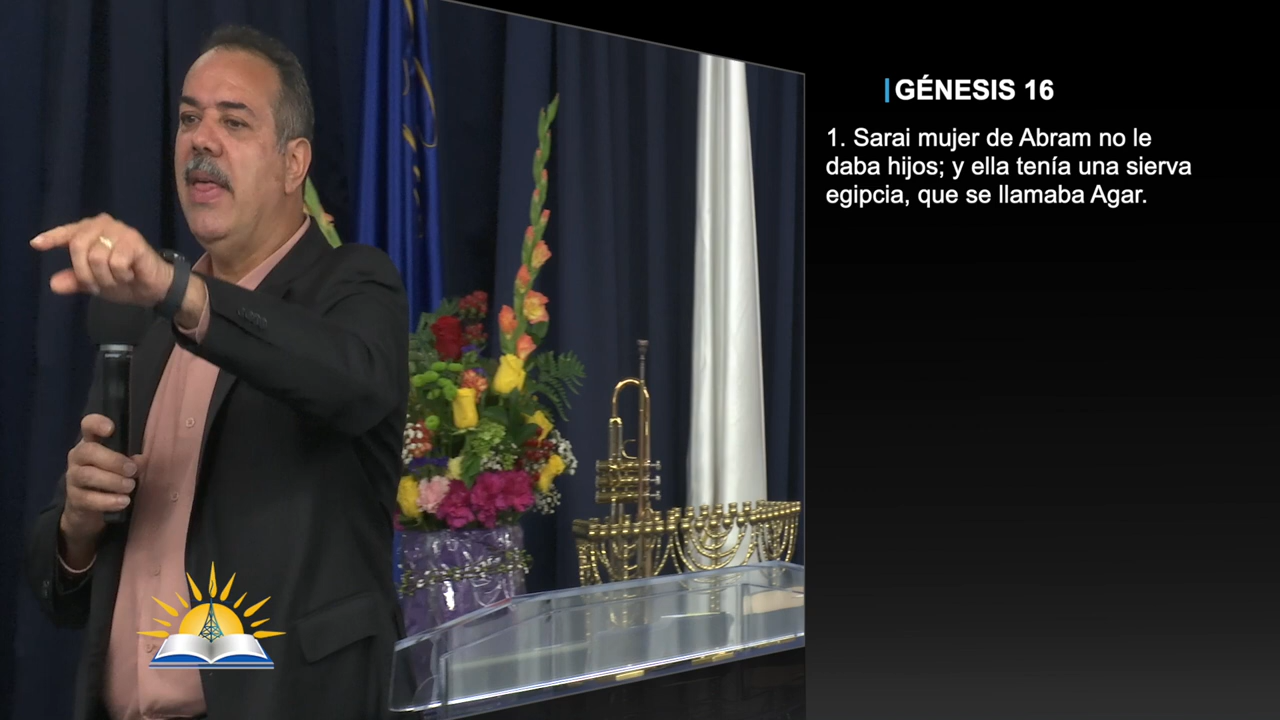 GÉNESIS 16
1. Sarai mujer de Abram no le
daba hijos; y ella tenía una sierva
egipcia, que se llamaba Agar.